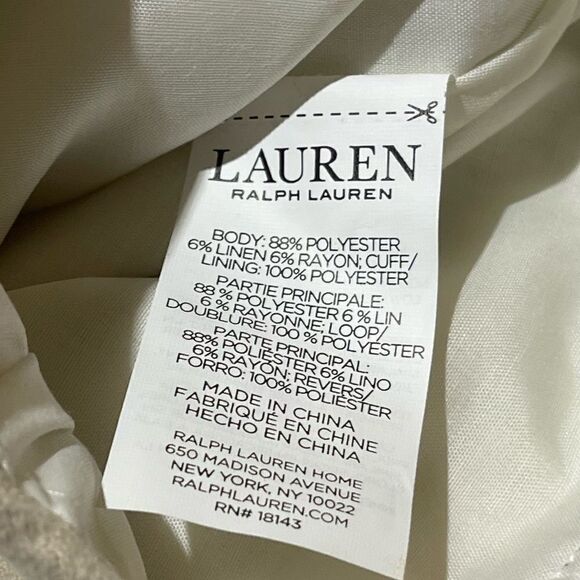 LAUREN
RALPH LAUREN
BODY: 88% POLYESTER
6% LINEN 6% RAYON; CUFF/
LINING: 100% POLYESTER
PARTIE PRINCIPALE:
88 % POLYESTER 6 % LIN
6 % RAYONNE; LOOP/
DOUBLURE: 100 % POLYESTER
PARTE PRINCIPAL:
88% POLIÉSTER 6% LINO
6% RAYON; REVERS/
FORRO: 100% POLIÉSTER
MADE IN CHINA
FABRIQUÉ EN CHINE
HECHO EN CHINA
RALPH LAUREN HOME
650 MADISON AVENUE
NEW YORK, NY 10022
RALPHLAUREN.COM
RN# 18143